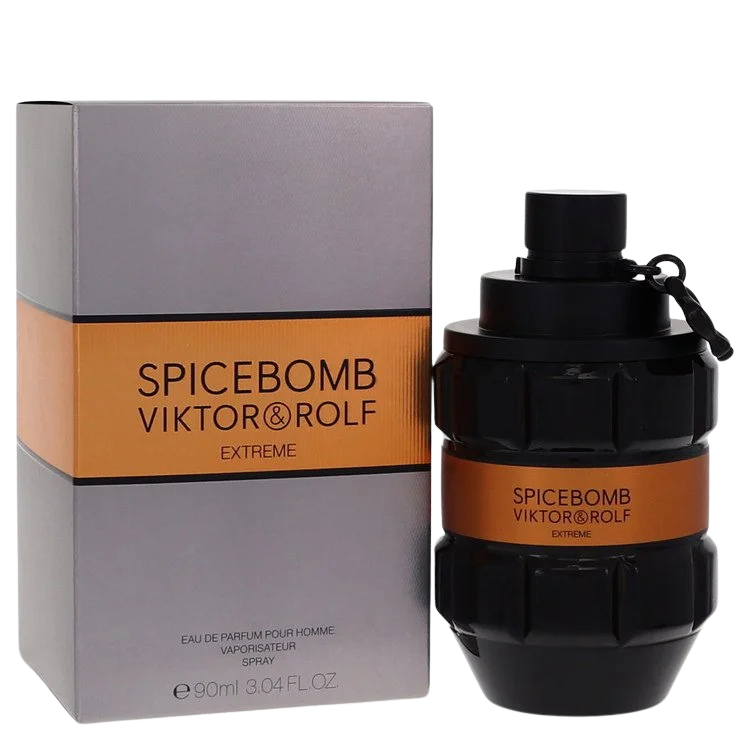 SPICEBOMB
VIKTOR&ROLF
EXTREME
EAU DE PARFUM POUR HOMME
VAPORISATEUR
SPRAY
℮90ml 3.04 FL.OZ.
SPICEBOMB
VIKTOR&ROLF
EXTREME